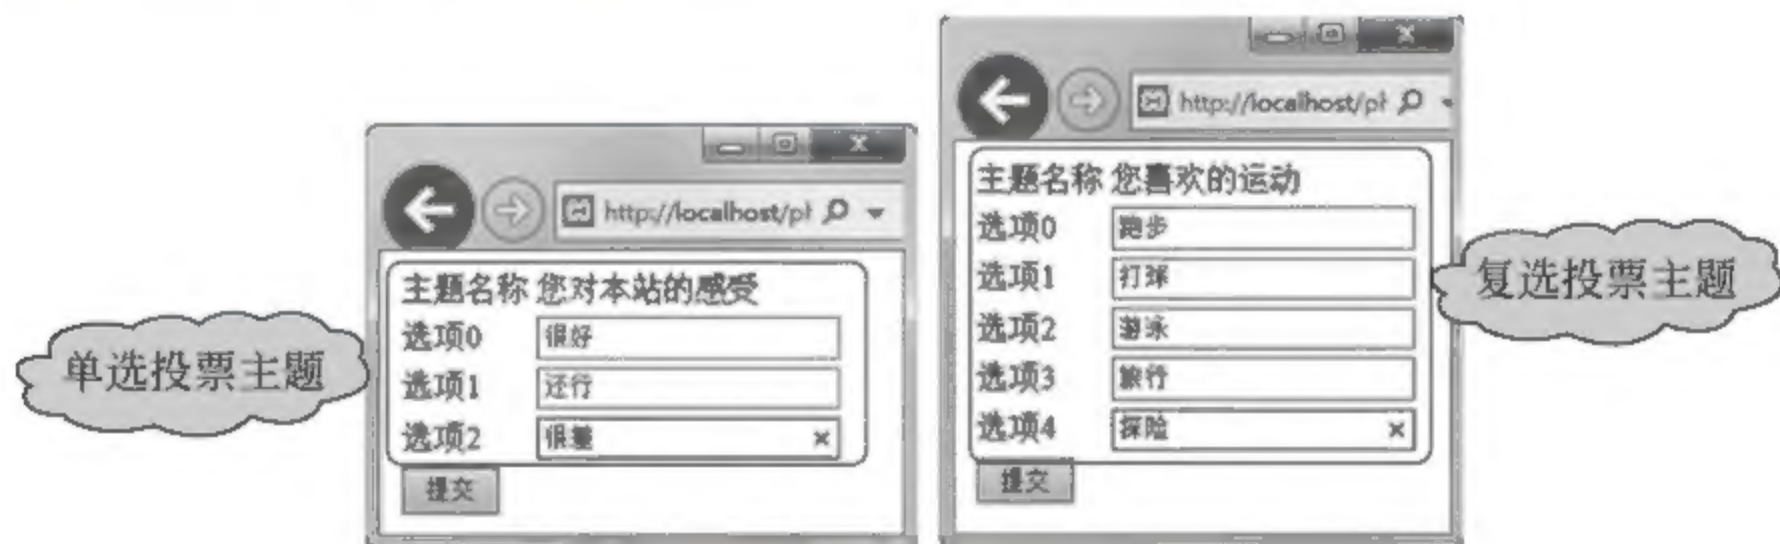 单选投票主题
http://localhost/pl
主题名称 您对本站的感受
选项0 很好
选项1 还行
选项2 很差
提交
http://localhost/pl
主题名称 您喜欢的运动
选项0 跑步
选项1 打球
选项2 游泳
选项3 旅行
选项4 探险
提交
复选投票主题